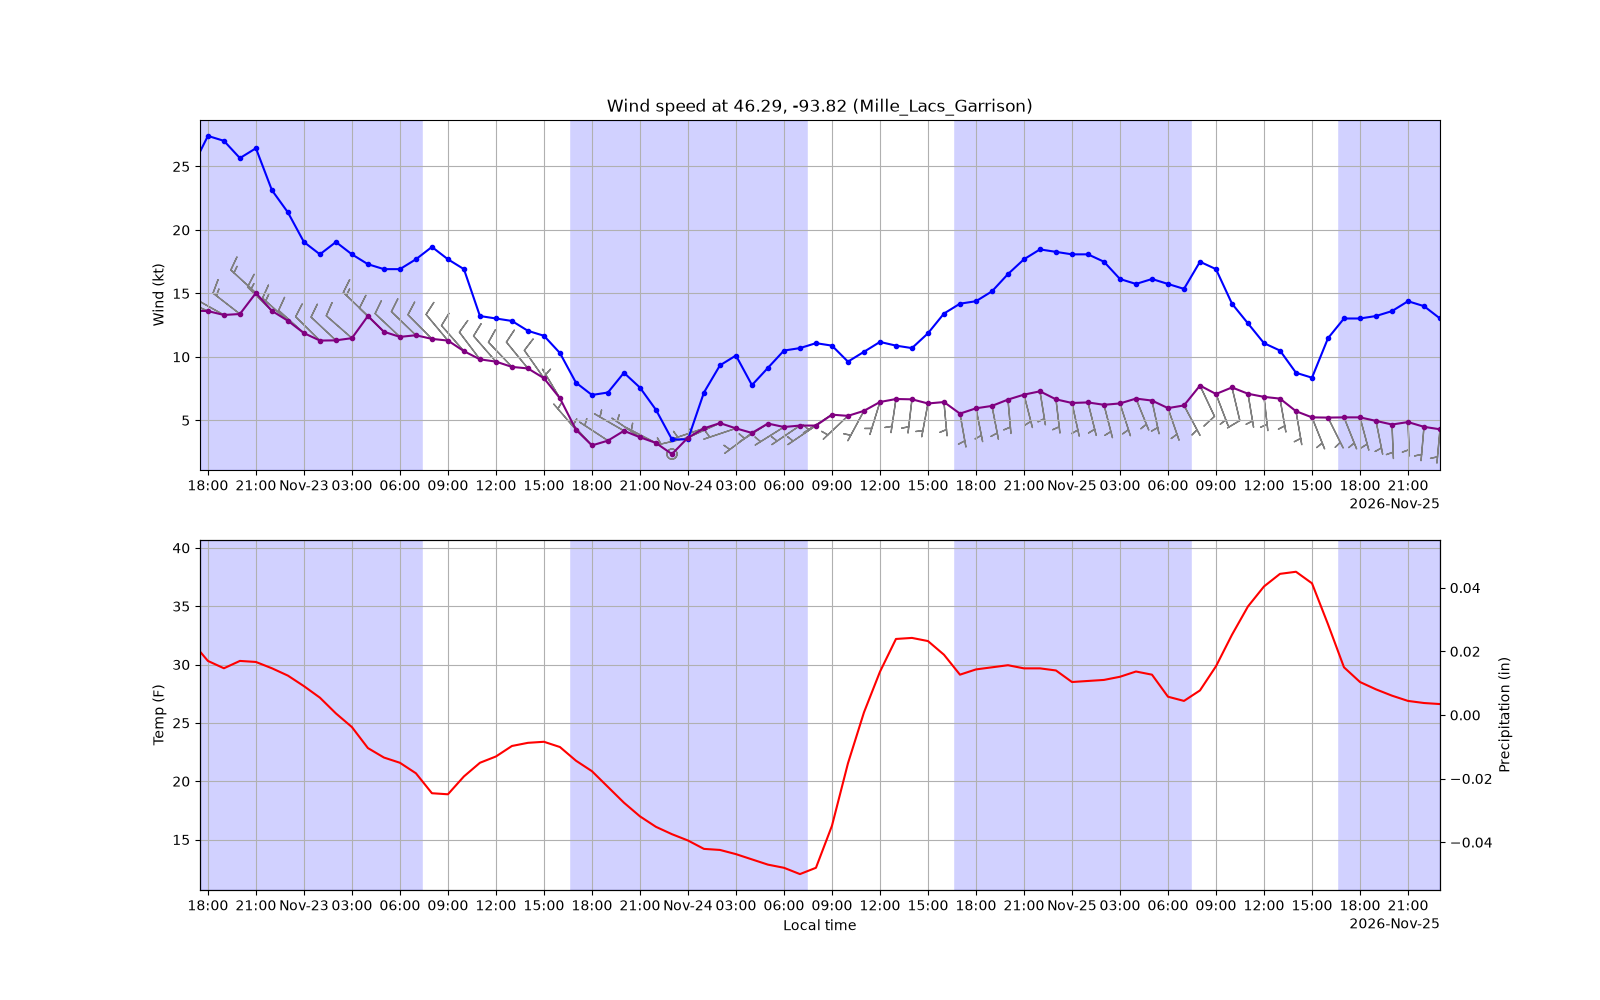 Wind speed at 46.29, -93.82 (Mille_Lacs_Garrison)
25
20
15
10
5
Wind (kt)
18:00 21:00 Nov-23 03:00 06:00 09:00 12:00 15:00 18:00 21:00 Nov-24 03:00 06:00 09:00 12:00 15:00 18:00 21:00 Nov-25 03:00 06:00 09:00 12:00 15:00 18:00 21:00
2026-Nov-25
40
35
30
25
20
15
Temp (F)
0.04
0.02
0.00
−0.02
−0.04
Precipitation (in)
18:00 21:00 Nov-23 03:00 06:00 09:00 12:00 15:00 18:00 21:00 Nov-24 03:00 06:00 09:00 12:00 15:00 18:00 21:00 Nov-25 03:00 06:00 09:00 12:00 15:00 18:00 21:00
Local time
2026-Nov-25